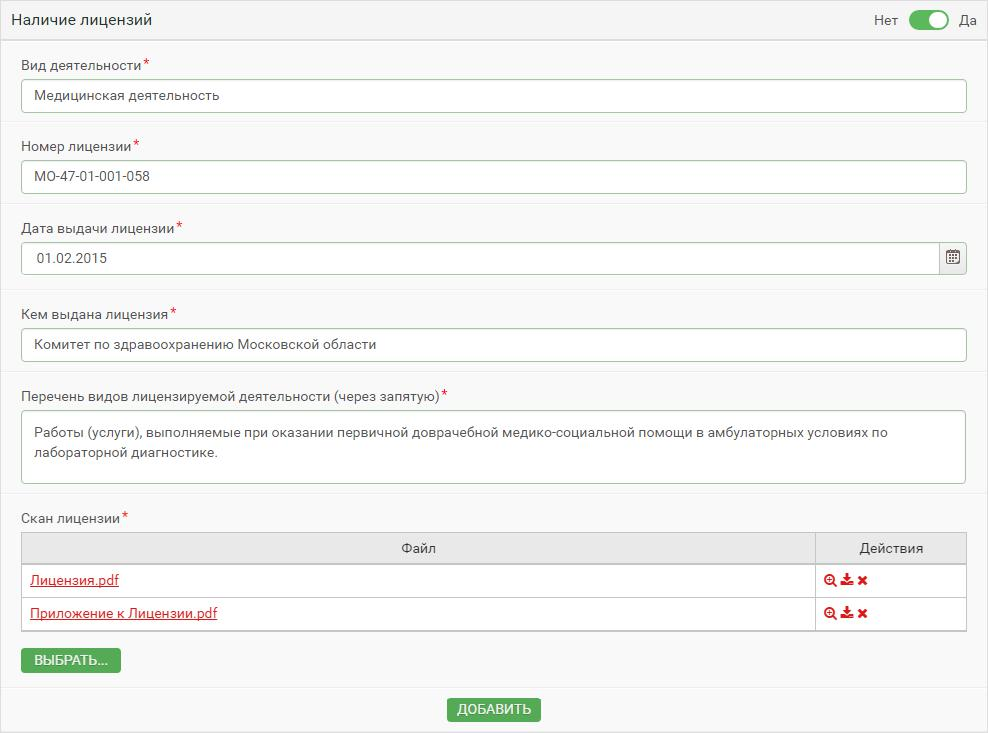 Наличие лицензий
Нет Да
Вид деятельности*
Медицинская деятельность
Номер лицензии*
МО-47-01-001-058
Дата выдачи лицензии*
01.02.2015
Кем выдана лицензия*
Комитет по здравоохранению Московской области
Перечень видов лицензируемой деятельности (через запятую)*
Работы (услуги), выполняемые при оказании первичной доврачебной медико-социальной помощи в амбулаторных условиях по
лабораторной диагностике.
Скан лицензии*
Файл Действия
Лицензия.pdf
Приложение к Лицензии.pdf
ВЫБРАТЬ...
ДОБАВИТЬ